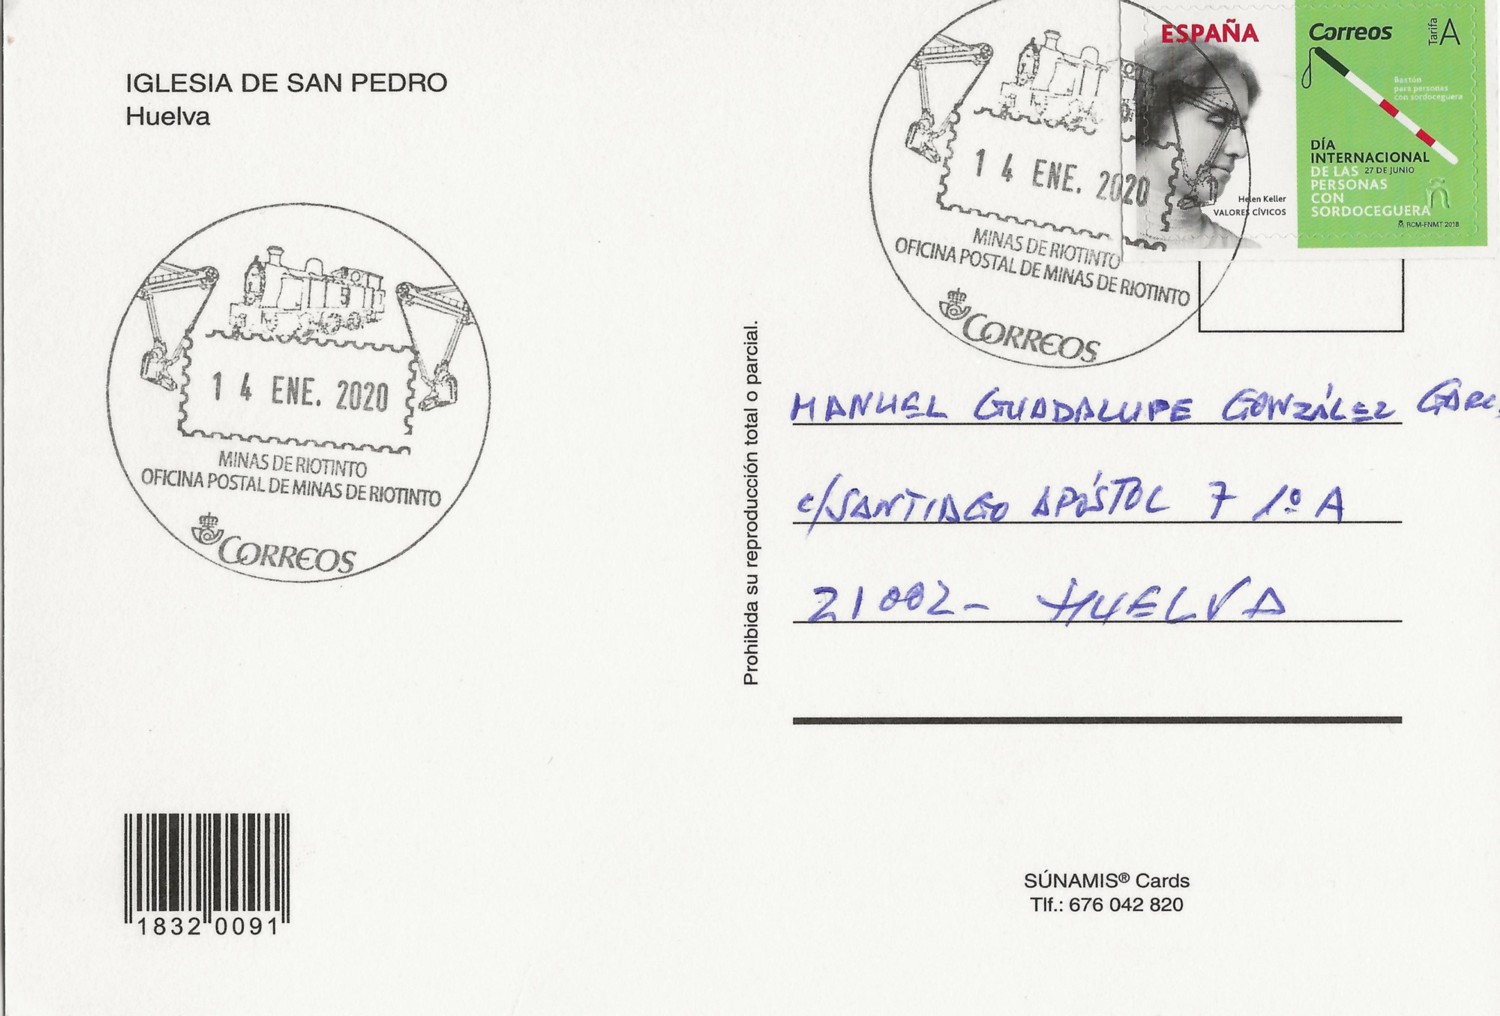 IGLESIA DE SAN PEDRO
Huelva
14 ENE. 2020
MINAS DE RIOTINTO
OFICINA POSTAL DE MINAS DE RIOTINTO
CORREOS
1832 0091
Prohibida su reproducción total o parcial.
14 ENE. 2020
MINAS DE RIOTINTO
OFICINA POSTAL DE MINAS DE RIOTINTO
CORREOS
ESPAÑA
Helen Keller
VALORES CÍVICOS
Correos
Tarifa A
Bastón
para personas
con sordoceguera
DÍA
INTERNACIONAL
DE LAS 27 DE JUNIO
PERSONAS
CON
SORDOCEGUERA
RCM-FNMT 2018
MANUEL GUADALUPE GONZÁLEZ GARC
c/SANTIAGO APÓSTOL 7 1º A
21002- HUELVA
SÚNAMIS® Cards
Tlf.: 676 042 820